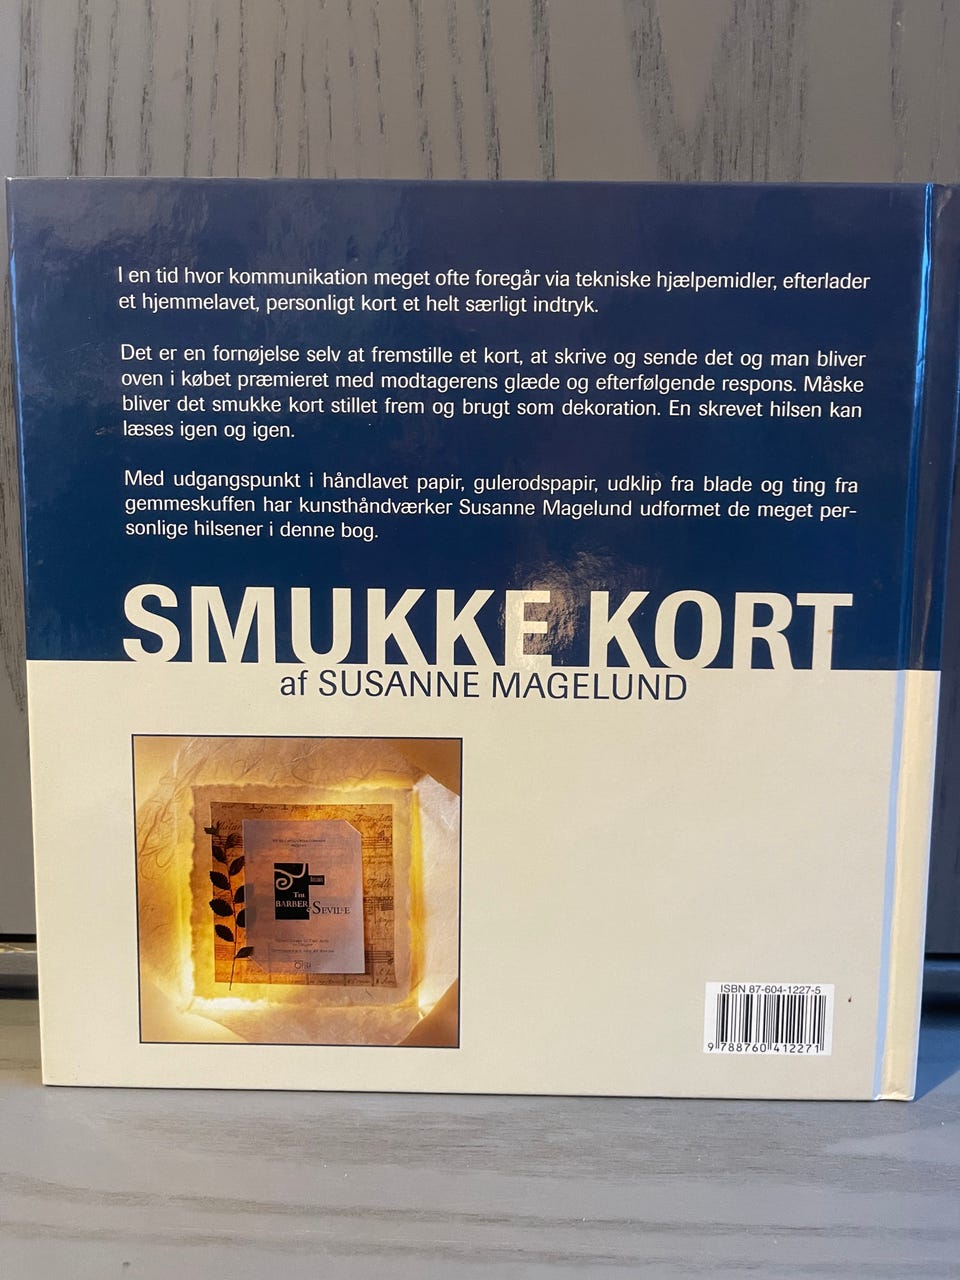 I en tid hvor kommunikation meget ofte foregår via tekniske hjælpemidler, efterlader
et hjemmelavet, personligt kort et helt særligt indtryk.
Det er en fornøjelse selv at fremstille et kort, at skrive og sende det og man bliver
oven i købet præmieret med modtagerens glæde og efterfølgende respons. Måske
bliver det smukke kort stillet frem og brugt som dekoration. En skrevet hilsen kan
læses igen og igen.
Med udgangspunkt i håndlavet papir, gulerodspapir, udklip fra blade og ting fra
gemmeskuffen har kunsthåndværker Susanne Magelund udformet de meget per-
sonlige hilsener i denne bog.
SMUKKE KORT
af SUSANNE MAGELUND
THE
BARBER
OF SEVILLE
ISBN 87-604-1227-5
9 788760 412271